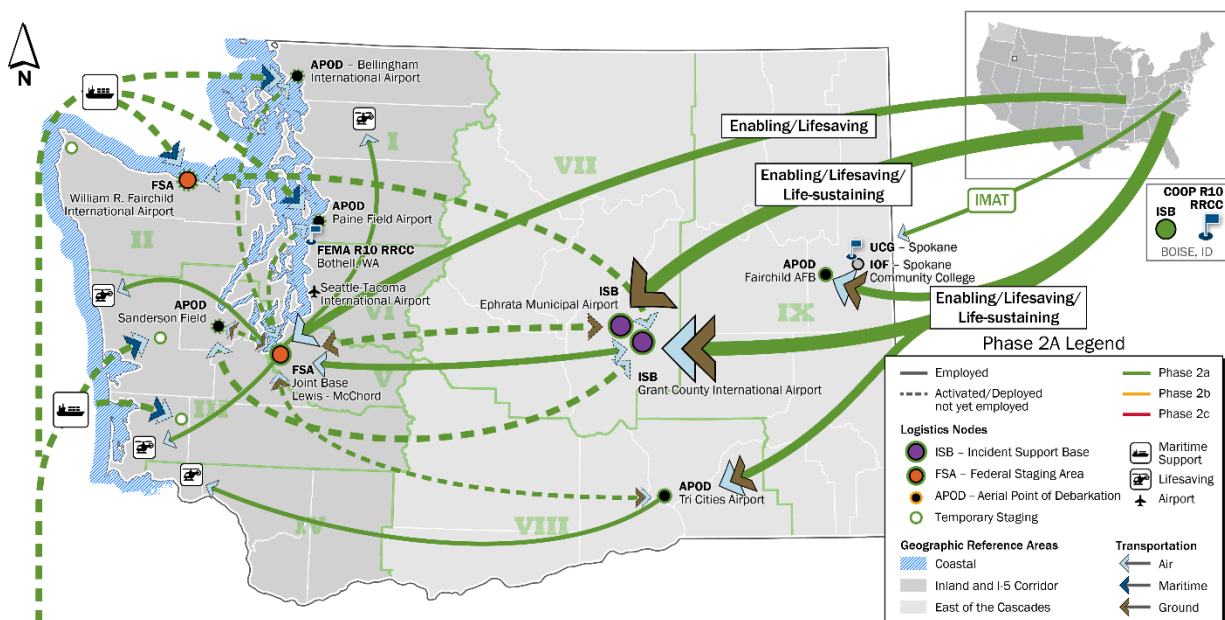 N
APOD – Bellingham
International Airport
I
VII
Enabling/Lifesaving
Enabling/Lifesaving/
Life-sustaining
IMAT
COOP R10
RRCC
ISB
BOISE, ID
FSA
William R. Fairchild
International Airport
II
APOD
Paine Field Airport
FEMA R10 RRCC
Bothell, WA
Seattle-Tacoma
International Airport
VI
APOD
Sanderson Field
ISB
Ephrata Municipal Airport
UCG – Spokane
IOF – Spokane
Community College
APOD
Fairchild AFB
IX
Enabling/Lifesaving/
Life-sustaining
FSA
Joint Base
Lewis - McChord
V
ISB
Grant County International Airport
III
APOD
Tri Cities Airport
IV
VIII
Phase 2A Legend
Employed
Activated/Deployed
not yet employed
Phase 2a
Phase 2b
Phase 2c
Logistics Nodes
ISB – Incident Support Base
FSA – Federal Staging Area
APOD – Aerial Point of Debarkation
Temporary Staging
Maritime
Support
Lifesaving
Airport
Geographic Reference Areas
Coastal
Inland and I-5 Corridor
East of the Cascades
Transportation
Air
Maritime
Ground